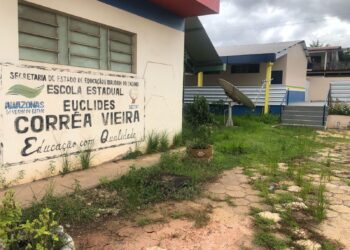 SECRETARIA DE ESTADO DE EDUCAÇÃO E
ESCOLA ESTADUAL
AMAZONAS
EUCLIDES
CORRÊA VIEIRA
Educação com Qualidade